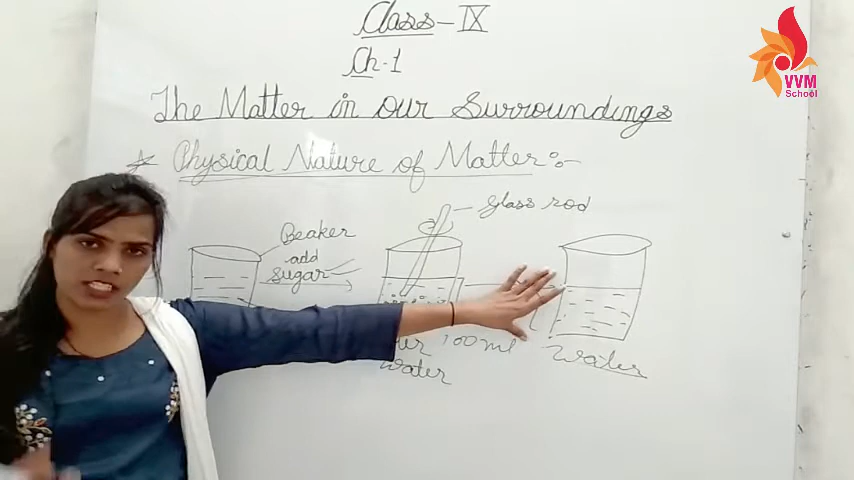 Class - IX
Ch-1
The Matter in our Surroundings
Physical Nature of Matter :-
Glass rod
Beaker
add
Sugar
100 ml
water
Water
VVM
School